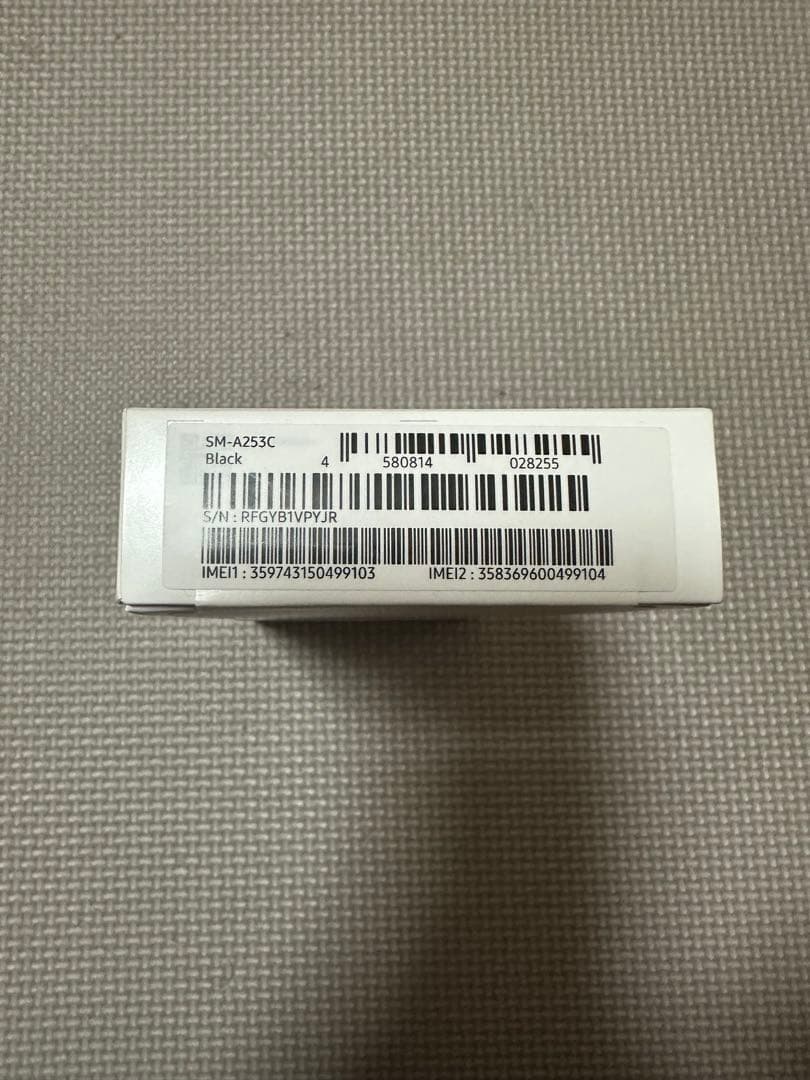 SM-A253C
Black
4 580814 028255
S/N : RFGYB1VPYJR
IMEI1 : 359743150499103 IMEI2 : 358369600499104